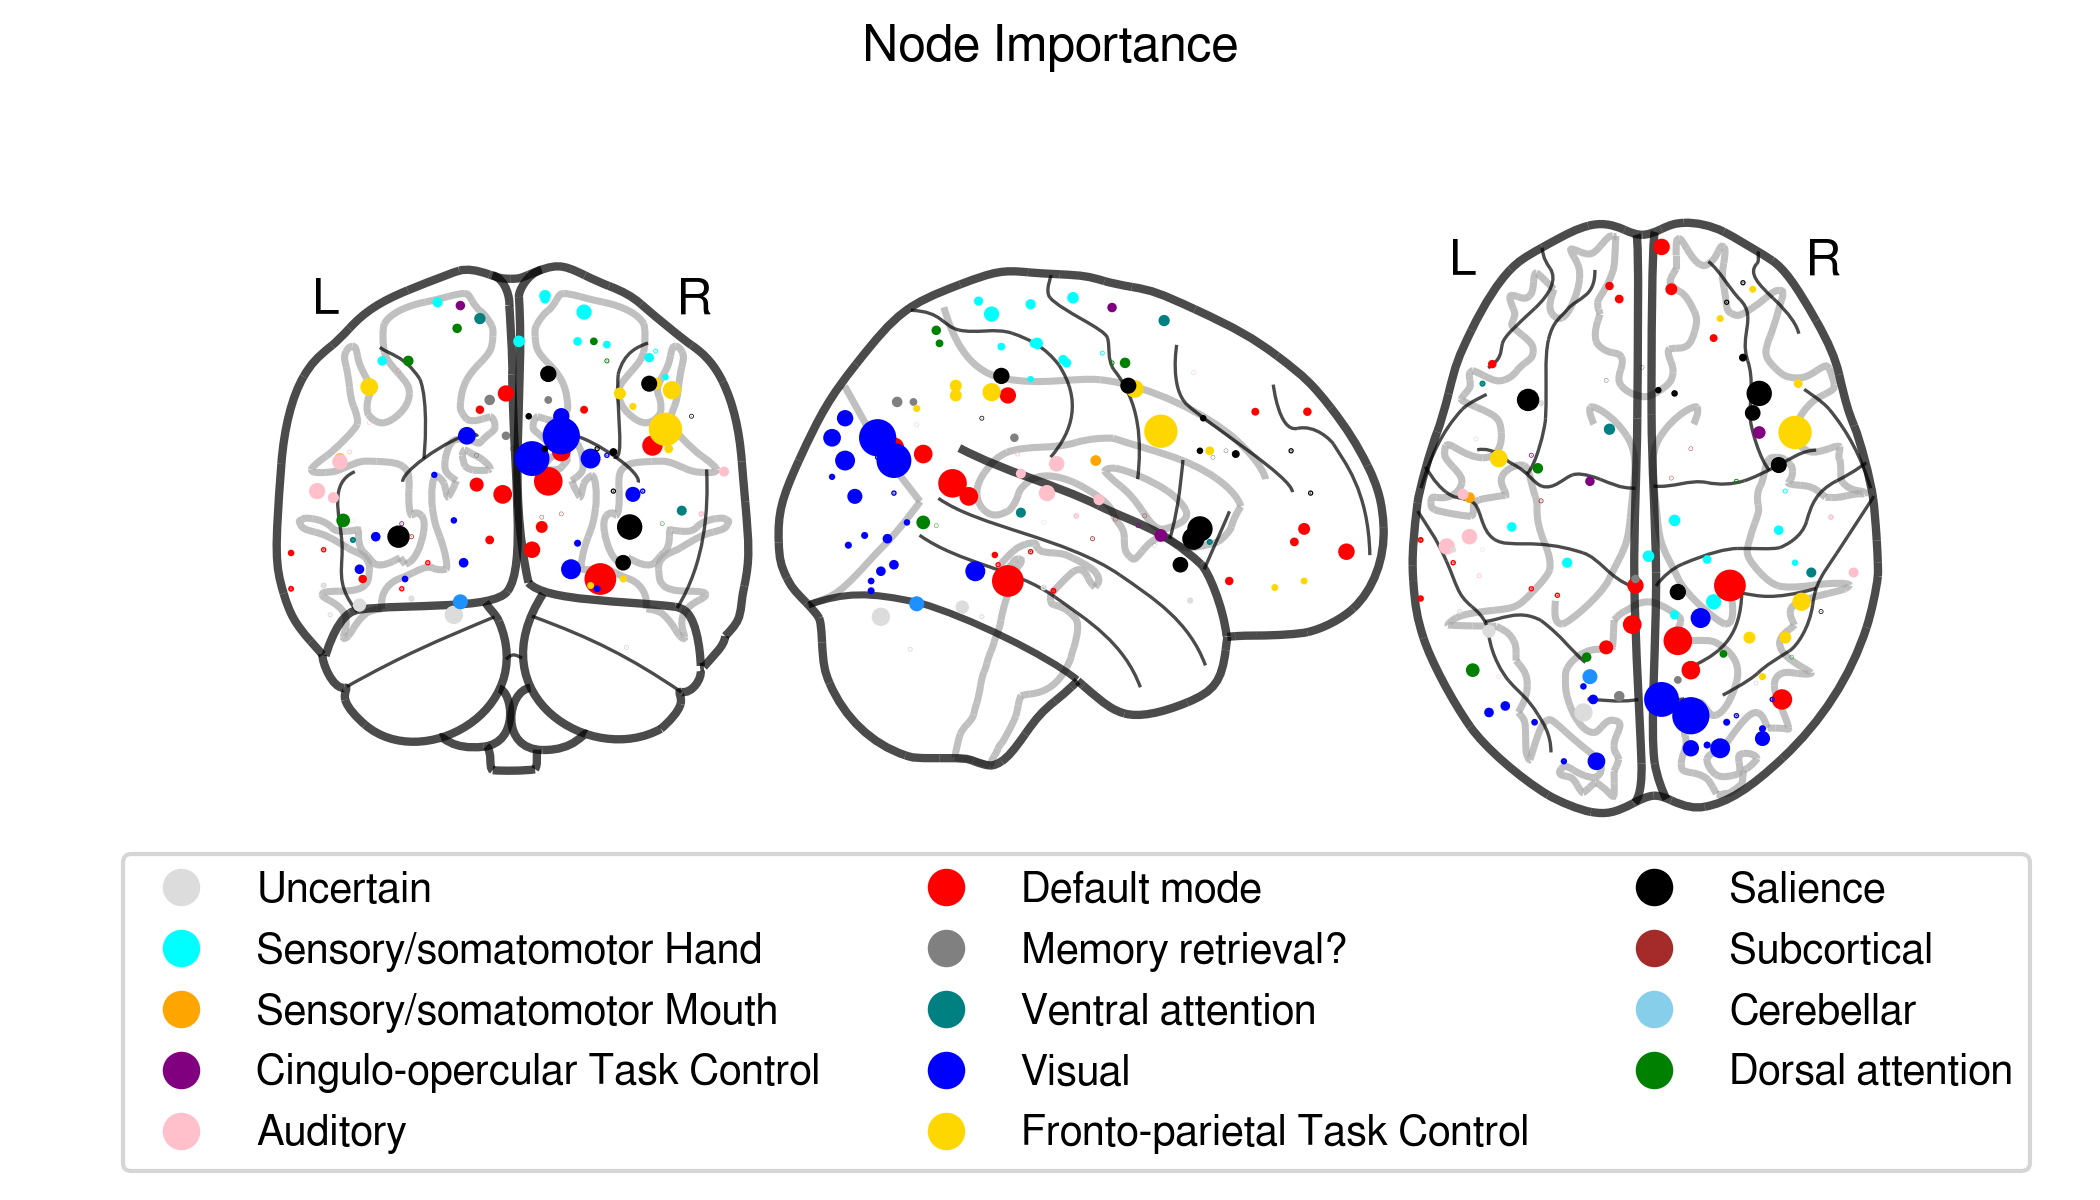 Node Importance
L
R
L
R
Uncertain
Sensory/somatomotor Hand
Sensory/somatomotor Mouth
Cingulo-opercular Task Control
Auditory
Default mode
Memory retrieval?
Ventral attention
Visual
Fronto-parietal Task Control
Salience
Subcortical
Cerebellar
Dorsal attention